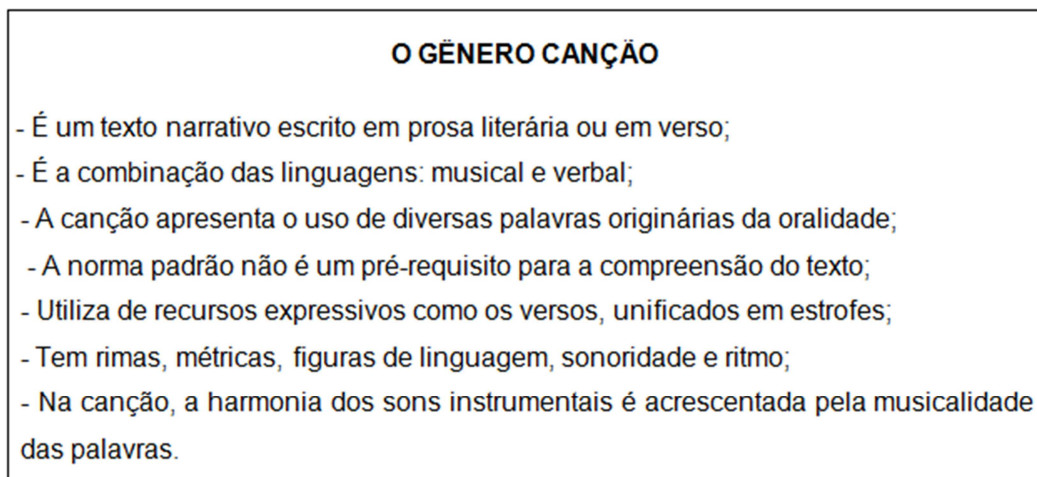 O GÊNERO CANÇÃO
- É um texto narrativo escrito em prosa literária ou em verso;
- É a combinação das linguagens: musical e verbal;
- A canção apresenta o uso de diversas palavras originárias da oralidade;
- A norma padrão não é um pré-requisito para a compreensão do texto;
- Utiliza de recursos expressivos como os versos, unificados em estrofes;
- Tem rimas, métricas, figuras de linguagem, sonoridade e ritmo;
- Na canção, a harmonia dos sons instrumentais é acrescentada pela musicalidade
das palavras.